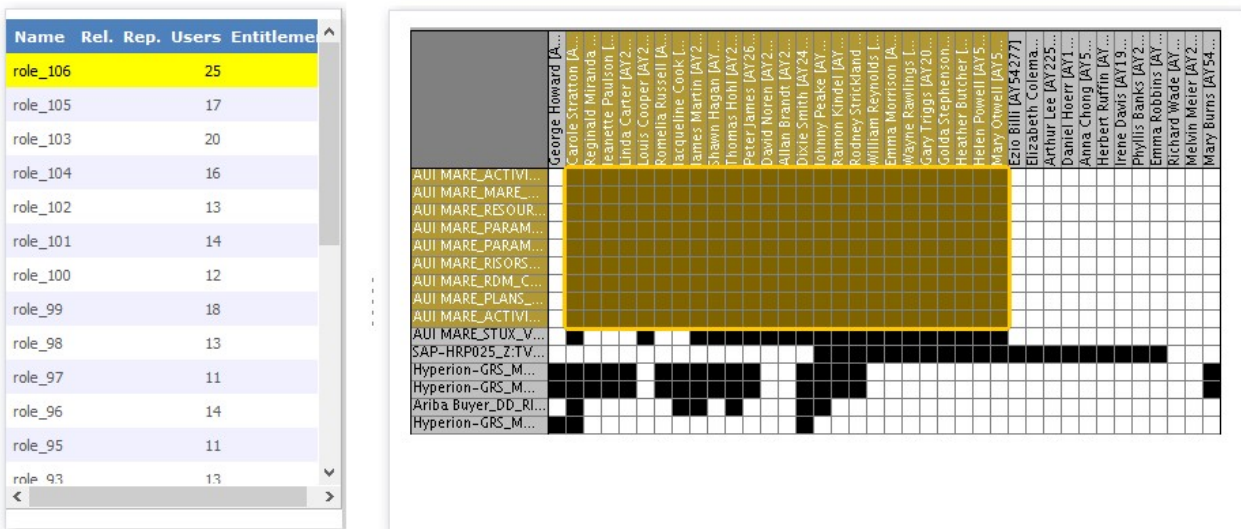 Name Rel. Rep. Users Entitlemer
role_106 25
role_105 17
role_103 20
role_104 16
role_102 13
role_101 14
role_100 12
role_99 18
role_98 13
role_97 11
role_96 14
role_95 11
role_93 13
George Howard [A...
Carole Stratton [A...
Reginald Miranda...
Jeanette Paulson [...
Linda Carter [AY2...
Louis Cooper [AY2...
Romella Russell [A...
Jacqueline Cook [...
James Martin [AY2...
Shawn Hagan [AY...
Thomas Hohl [AY2...
Peter James [AY26...
David Norren [AY2...
Allan Brandt [AY2...
Dixie Smith [AY24...
Johnny Peake [AY...
Ramon Kindel [AY...
Rodney Strickland...
William Reynolds [...
Emma Morrison [A...
Wayne Rawlings [...
Gary Triggs [AY20...
Golda Stephenson...
Heather Butcher [...
Helen Powell [AY5...
Mary Otwell [AY5...
Ezio Billi [AY54277]
Elizabeth Colema...
Arthur Lee [AY225...
Daniel Hoerr [AY1...
Anna Chong [AY5...
Herbert Ruffin [AY...
Irene Davis [AY19...
Phyllis Banks [AY2...
Emma Robbins [AY...
Richard Wade [AY...
Melvin Meier [AY2...
Mary Burns [AY54...
AUI MARE_ACTIVI...
AUI MARE_MARE_...
AUI MARE_RESOUR...
AUI MARE_PARAM...
AUI MARE_PARAM...
AUI MARE_RISORS...
AUI MARE_RDM_C...
AUI MARE_PLANS_...
AUI MARE_ACTIVI...
AUI MARE_STUX_V...
SAP-HRP025_Z:TV...
Hyperion-GRS_M...
Hyperion-GRS_M...
Ariba Buyer_DD_RI...
Hyperion-GRS_M...